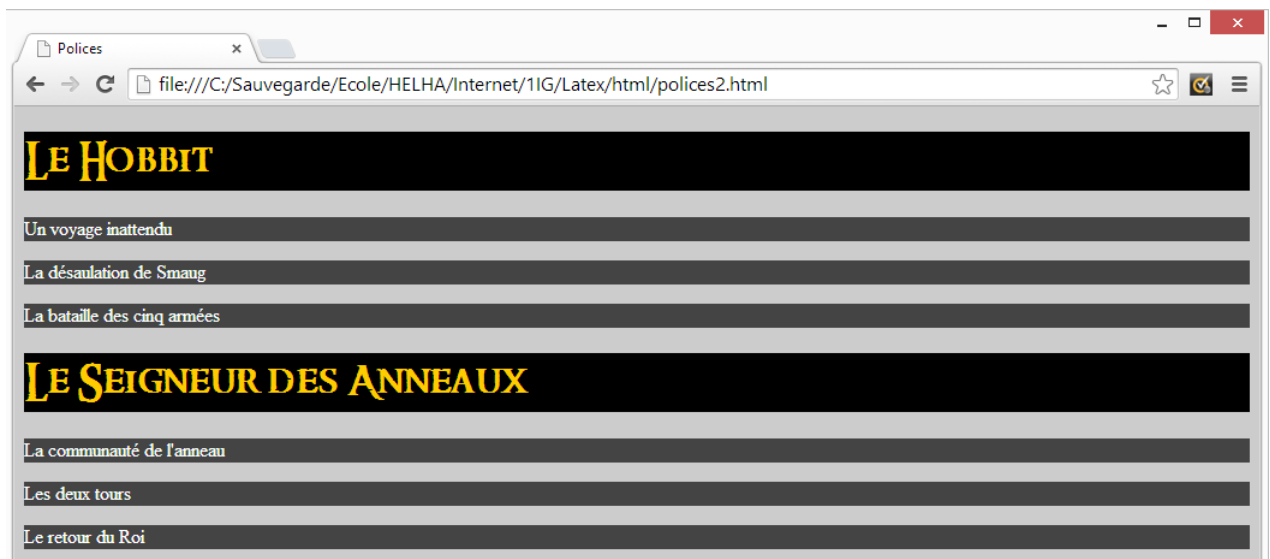 Polices
file:///C:/Sauvegarde/Ecole/HELHA/Internet/1IG/Latex/html/polices2.html
Le Hobbit
Un voyage inattendu
La désaulation de Smaug
La bataille des cinq armées
Le Seigneur des Anneaux
La communauté de l'anneau
Les deux tours
Le retour du Roi